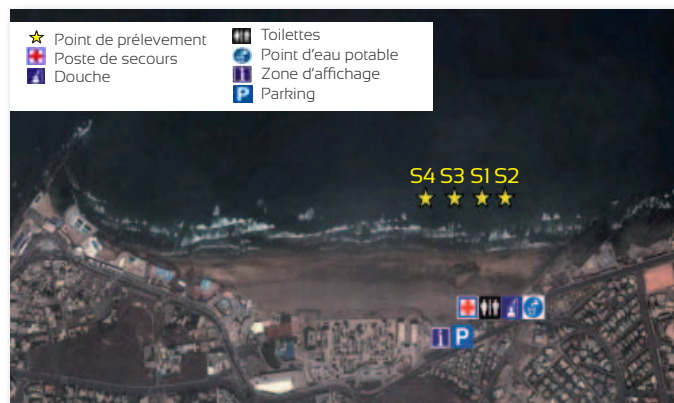 Point de prélevement
Poste de secours
Douche
Toilettes
Point d'eau potable
Zone d'affichage
P Parking
S4 S3 S1 S2
i P